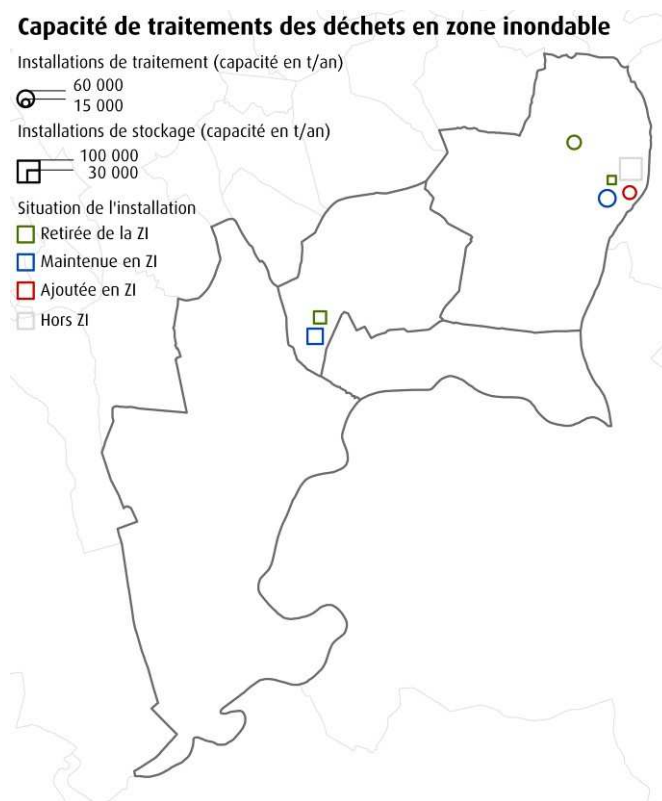 Capacité de traitements des déchets en zone inondable
Installations de traitement (capacité en t/an)
60 000
15 000
Installations de stockage (capacité en t/an)
100 000
30 000
Situation de l'installation
Retirée de la ZI
Maintenue en ZI
Ajoutée en ZI
Hors ZI